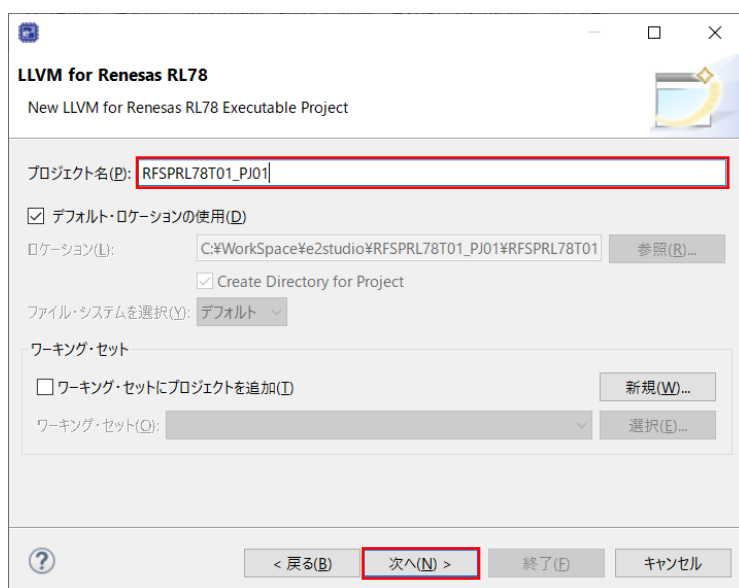 LLVM for Renesas RL78
New LLVM for Renesas RL78 Executable Project
プロジェクト名(P): RFSPRL78T01_PJ01
デフォルト・ロケーションの使用(D)
ロケーション(L): C:¥WorkSpace¥e2studio¥RFSPRL78T01_PJ01¥RFSPRL78T01 参照(R)...
Create Directory for Project
ファイル・システムを選択(Y): デフォルト
ワーキング・セット
ワーキング・セットにプロジェクトを追加(T) 新規(W)...
ワーキング・セット(O): 選択(E)...
? < 戻る(B) 次へ(N) > 終了(F) キャンセル